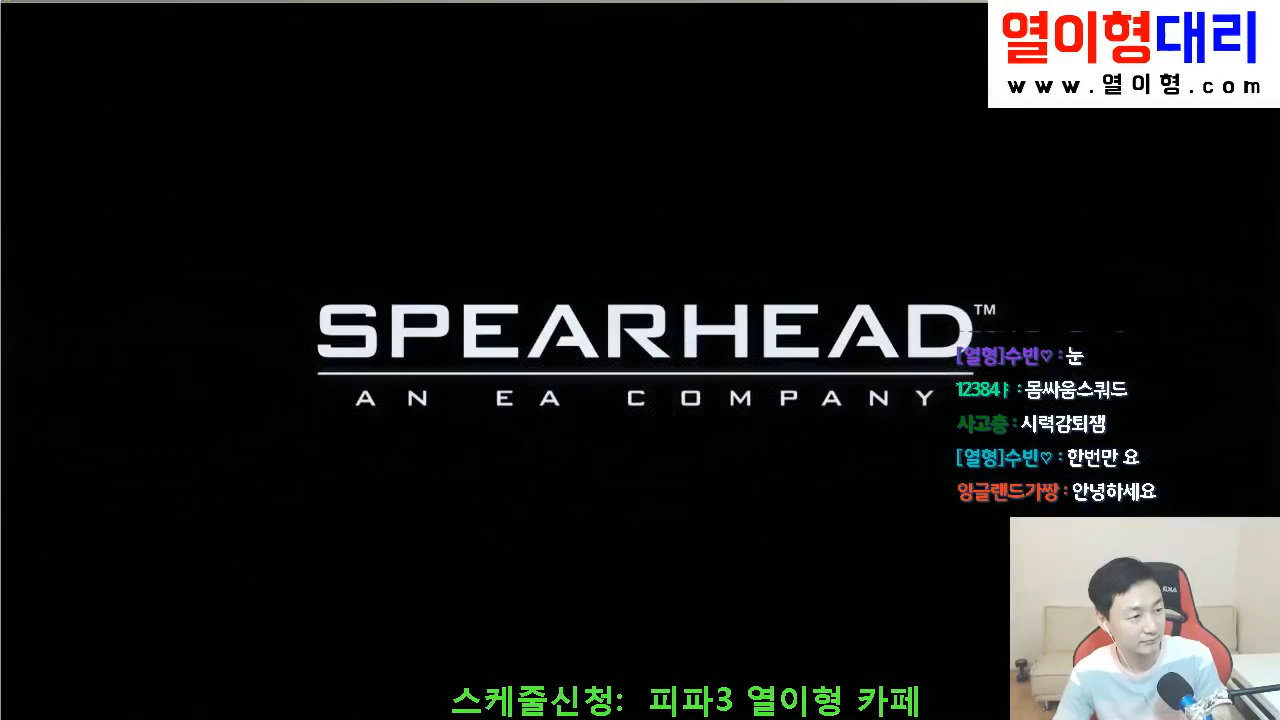 열이형대리
www.열이형.com
SPEARHEAD™
AN EA COMPANY
[열형]수빈♡ : 눈
12384ㅑ : 몸싸움스쿼드
사고층 : 시력감퇴잼
[열형]수빈♡ : 한번만 요
잉글랜드가짱 : 안녕하세요
스케줄신청: 피파3 열이형 카페